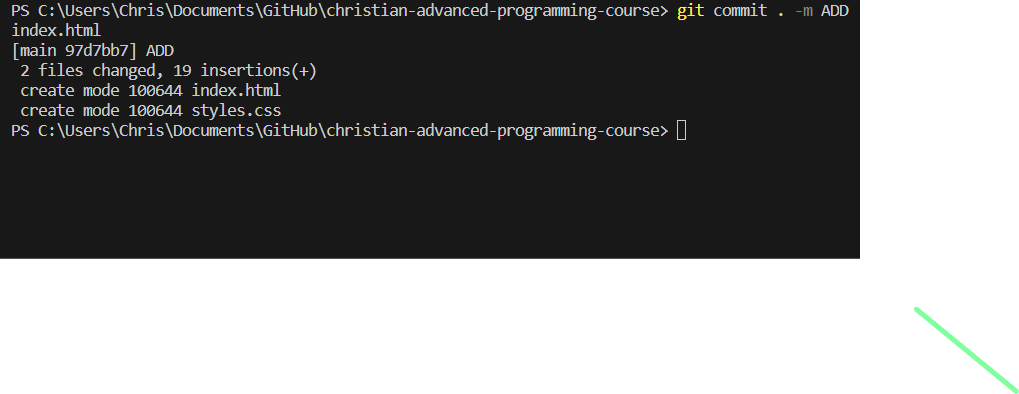 PS C:\Users\Chris\Documents\GitHub\christian-advanced-programming-course> git commit . -m ADD
index.html
[main 97d7bb7] ADD
 2 files changed, 19 insertions(+)
 create mode 100644 index.html
 create mode 100644 styles.css
PS C:\Users\Chris\Documents\GitHub\christian-advanced-programming-course>